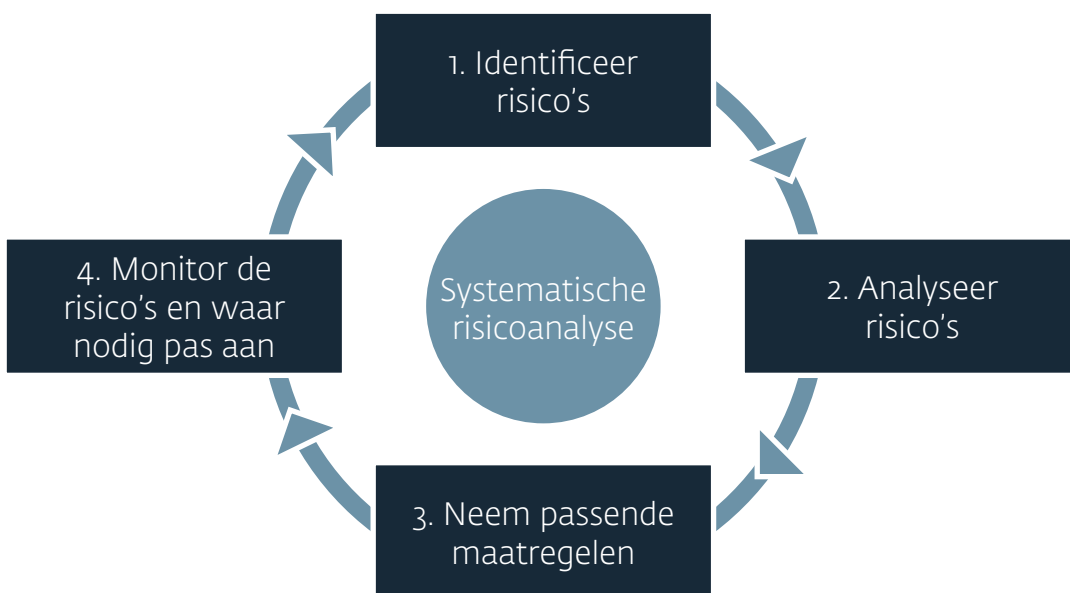 1. Identificeer
risico's
Systematische
risicoanalyse
2. Analyseer
risico's
3. Neem passende
maatregelen
4. Monitor de
risico's en waar
nodig pas aan